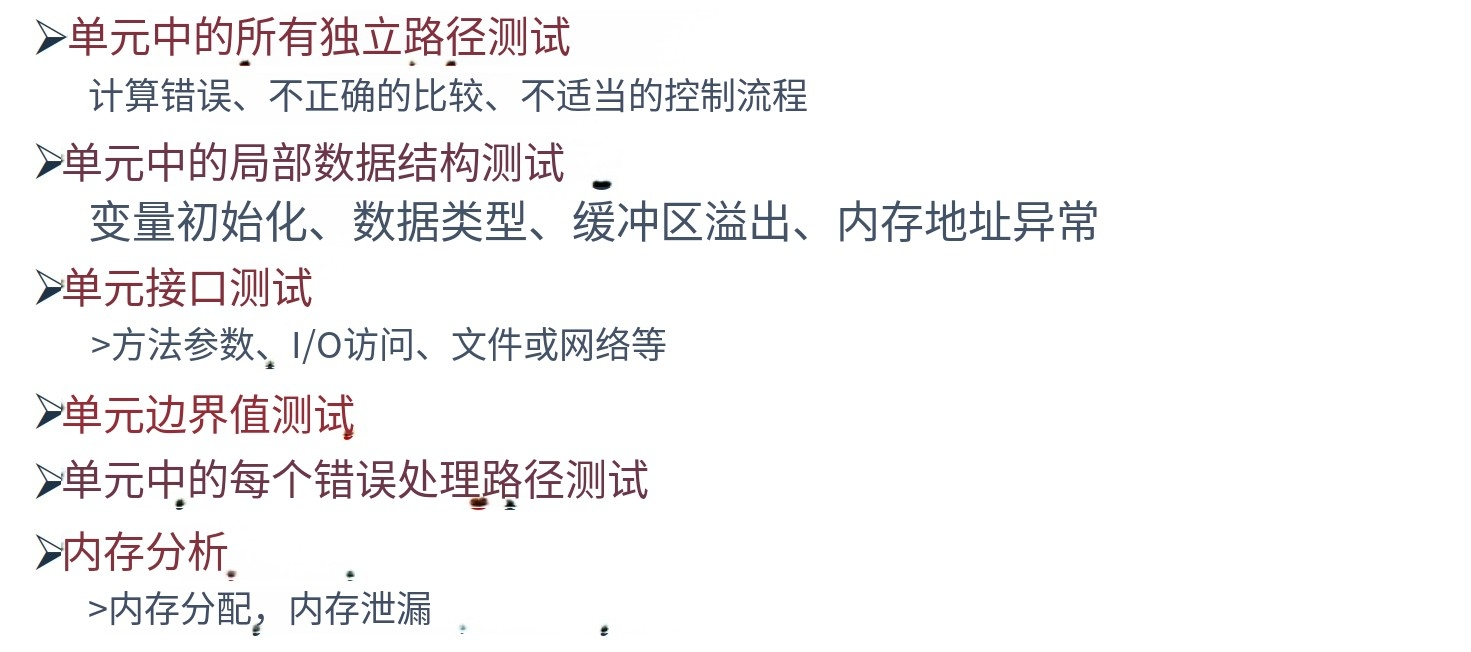 ➢单元中的所有独立路径测试
计算错误、不正确的比较、不适当的控制流程
➢单元中的局部数据结构测试
变量初始化、数据类型、缓冲区溢出、内存地址异常
➢单元接口测试
>方法参数、I/O访问、文件或网络等
➢单元边界值测试
➢单元中的每个错误处理路径测试
➢内存分析
>内存分配，内存泄漏